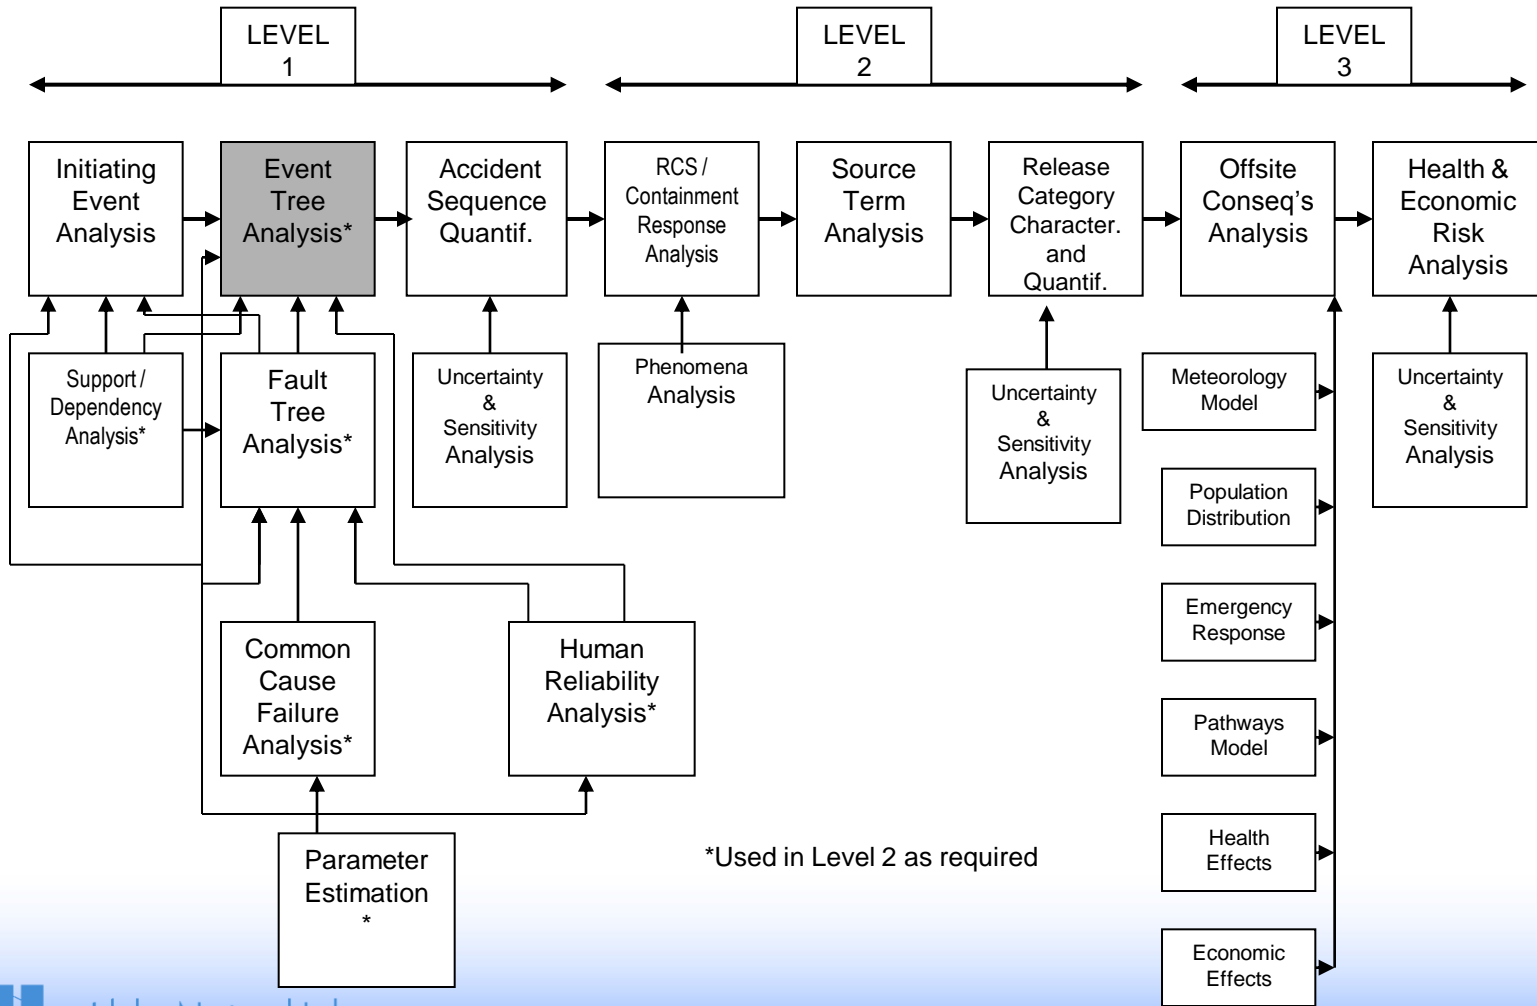 LEVEL
1
LEVEL
2
LEVEL
3
Initiating
Event
Analysis
Event
Tree
Analysis*
Accident
Sequence
Quantif.
RCS /
Containment
Response
Analysis
Source
Term
Analysis
Release
Category
Character.
and
Quantif.
Offsite
Conseq's
Analysis
Health &
Economic
Risk
Analysis
Support /
Dependency
Analysis*
Fault
Tree
Analysis*
Uncertainty
&
Sensitivity
Analysis
Phenomena
Analysis
Uncertainty
&
Sensitivity
Analysis
Meteorology
Model
Uncertainty
&
Sensitivity
Analysis
Population
Distribution
Emergency
Response
Common
Cause
Failure
Analysis*
Human
Reliability
Analysis*
Pathways
Model
Parameter
Estimation
*
*Used in Level 2 as required
Health
Effects
Economic
Effects